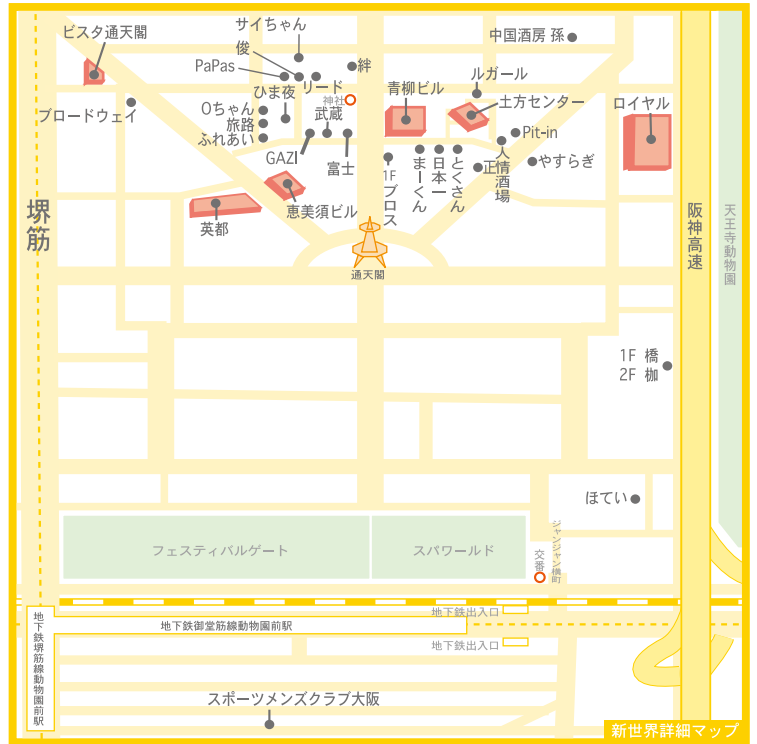 サイちゃん
ビスタ通天閣
俊
中国酒房 孫
PaPas
絆
リード
ルガール
神社
ひま夜
青柳ビル
土方センター
ロイヤル
ブロードウェイ
Oちゃん
武蔵
旅路
ふれあい
Pit-in
GAZI
富士
人情酒場
やすらぎ
1Fブロス
まーくん
日本一
とくさん
正
堺筋
英都
恵美須ビル
阪神高速
天王寺動物園
通天閣
1F 橋
2F 枷
ほてい
フェスティバルゲート
スパワールド
ジャンジャン横町
交番
地下鉄出入口
地下鉄堺筋線動物園前駅
地下鉄御堂筋線動物園前駅
地下鉄出入口
スポーツメンズクラブ大阪
新世界詳細マップ